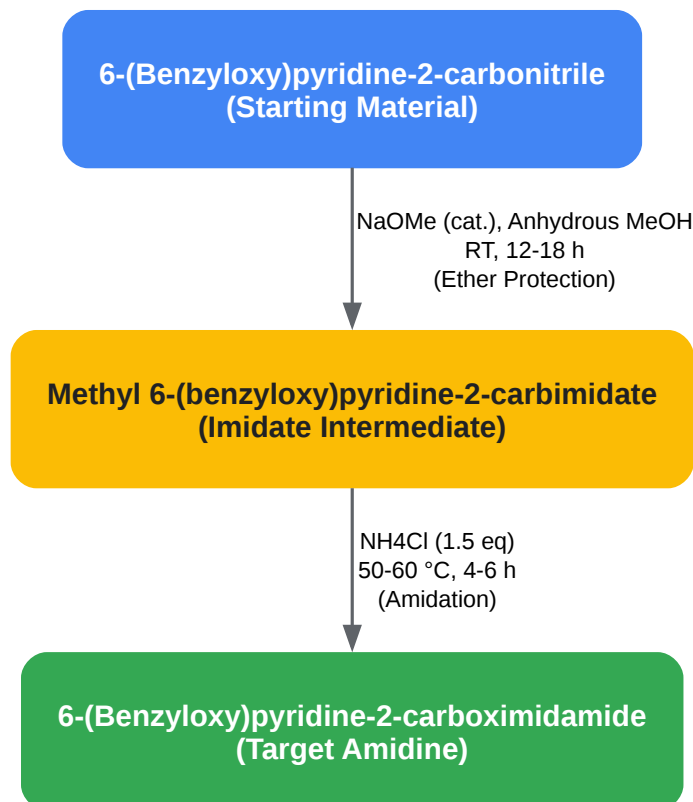 6-(Benzyloxy)pyridine-2-carbonitrile
(Starting Material)
NaOMe (cat.), Anhydrous MeOH
RT, 12-18 h
(Ether Protection)
Methyl 6-(benzyloxy)pyridine-2-carbimidate
(Imidate Intermediate)
NH4Cl (1.5 eq)
50-60 °C, 4-6 h
(Amidation)
6-(Benzyloxy)pyridine-2-carboximidamide
(Target Amidine)